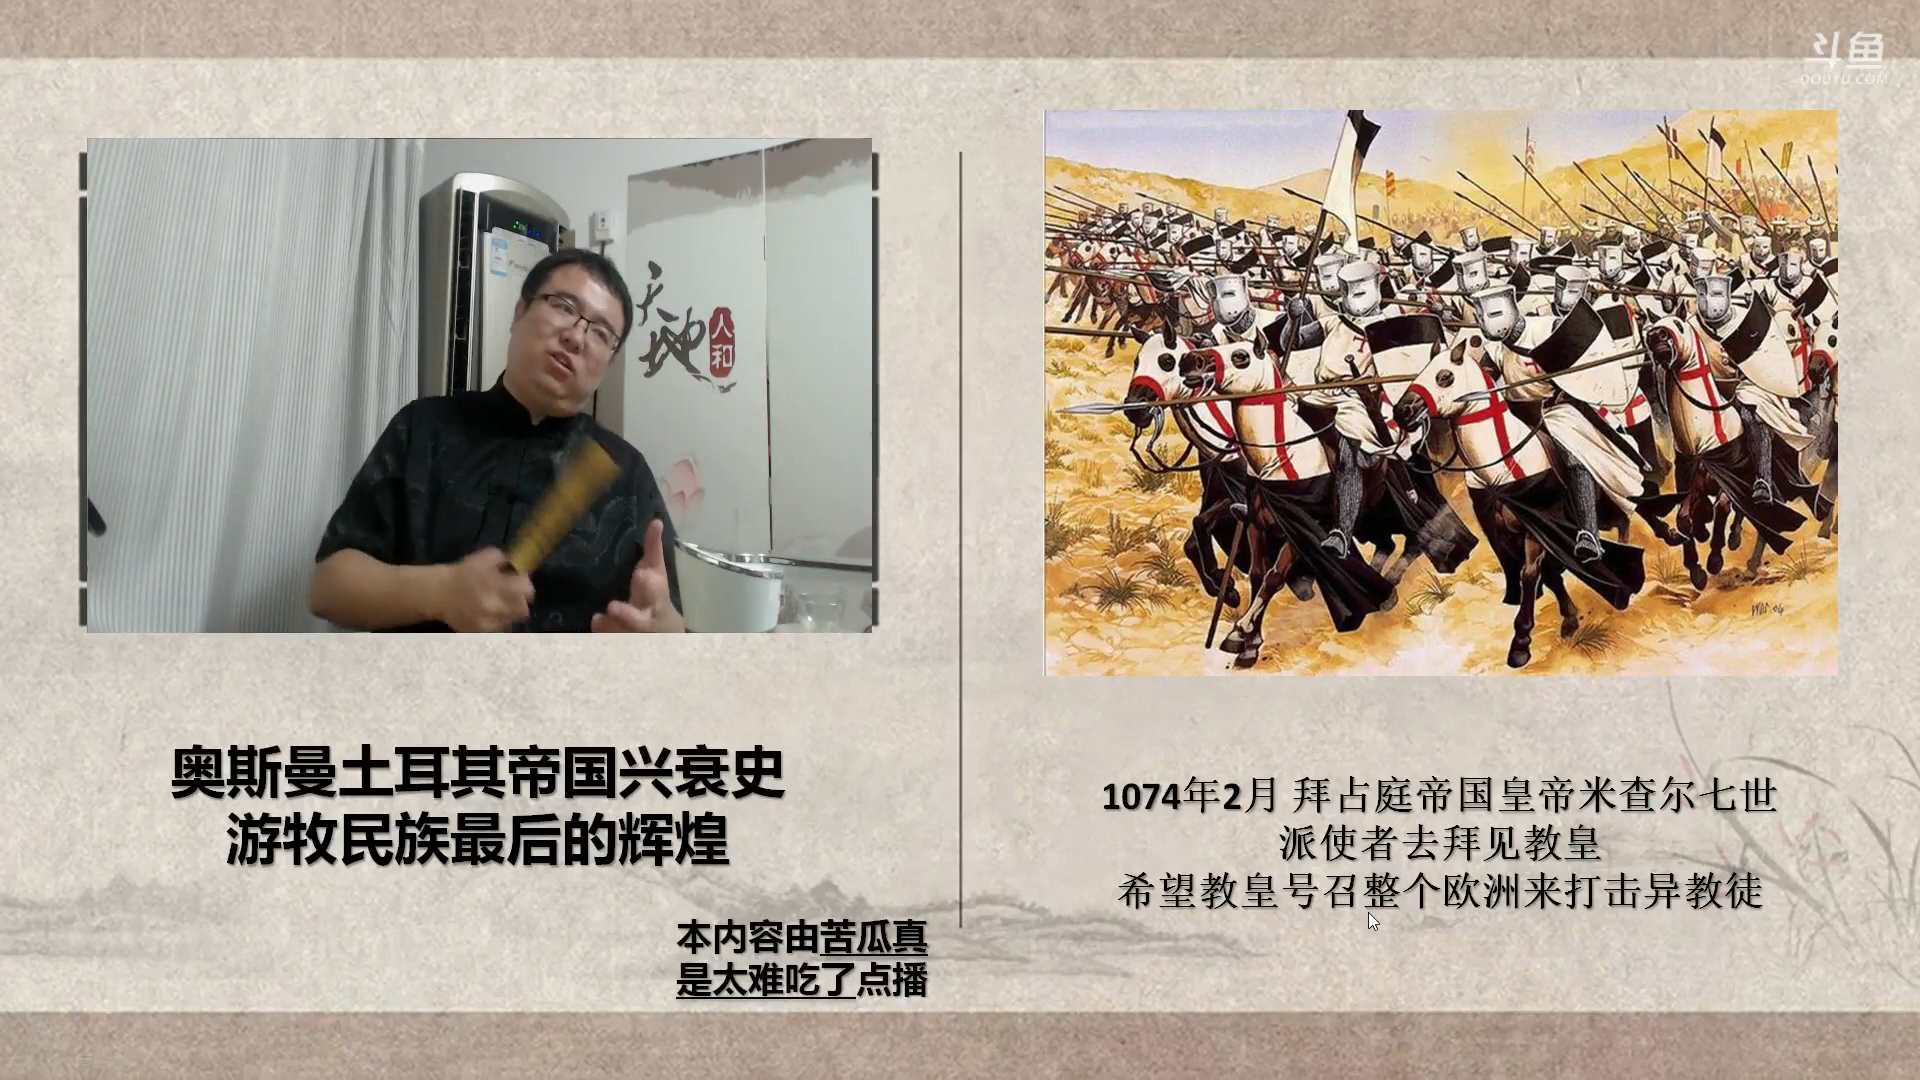 斗鱼
DOUYU.COM
天地
人和
奥斯曼土耳其帝国兴衰史
游牧民族最后的辉煌
本内容由苦瓜真
是太难吃了点播
1074年2月 拜占庭帝国皇帝米查尔七世
派使者去拜见教皇
希望教皇号召整个欧洲来打击异教徒